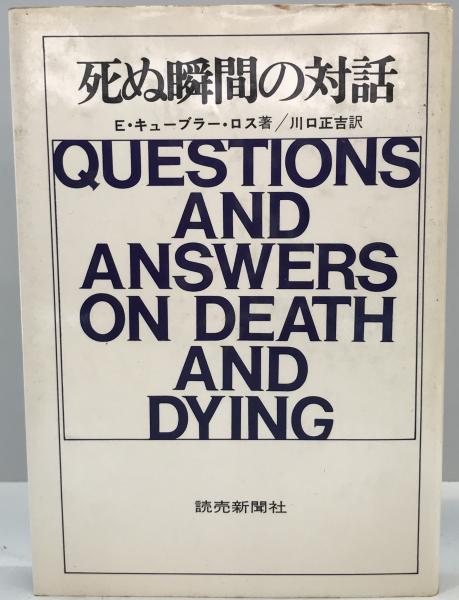 死ぬ瞬間の対話
E・キューブラー・ロス著/川口正吉訳
QUESTIONS
AND
ANSWERS
ON DEATH
AND
DYING
読売新聞社